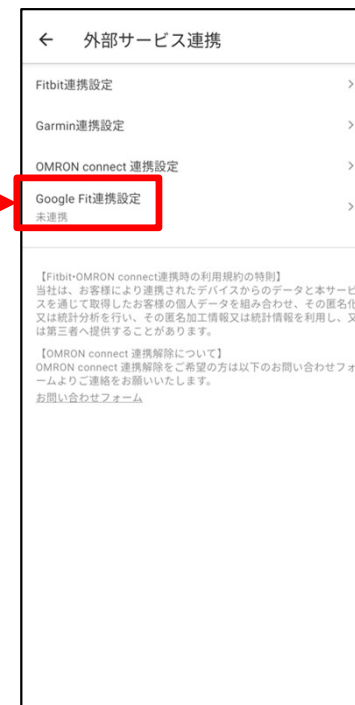 ← 外部サービス連携
Fitbit連携設定 >
Garmin連携設定 >
OMRON connect 連携設定 >
Google Fit連携設定 >
未連携
【Fitbit･OMRON connect連携時の利用規約の特則】
当社は、お客様により連携されたデバイスからのデータと本サービ
スを通じて取得したお客様の個人データを組み合わせ、その匿名化
又は統計分析を行い、その匿名加工情報又は統計情報を利用し、又
は第三者へ提供することがあります。
【OMRON connect 連携解除について】
OMRON connect 連携解除をご希望の方は以下のお問い合わせフォ
ームよりご連絡をお願いいたします。
お問い合わせフォーム